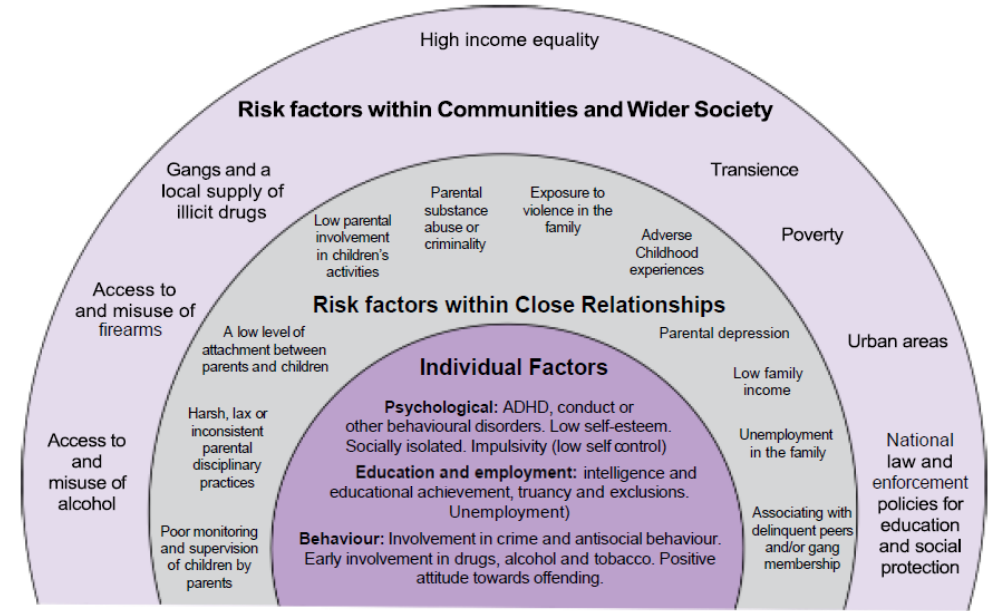 High income equality
Risk factors within Communities and Wider Society
Gangs and a
local supply of
illicit drugs
Transience
Poverty
Access to
and misuse of
firearms
Urban areas
Access to
and
misuse of
alcohol
National
law and
enforcement
policies for
education
and social
protection
Low parental
involvement
in children's
activities
Parental
substance
abuse or
criminality
Exposure to
violence in the
family
Adverse
Childhood
experiences
Risk factors within Close Relationships
A low level of
attachment between
parents and children
Parental depression
Low family
income
Harsh, lax or
inconsistent
parental
disciplinary
practices
Unemployment
in the family
Poor monitoring
and supervision
of children by
parents
Associating with
delinquent peers
and/or gang
membership
Individual Factors
Psychological: ADHD, conduct or
other behavioural disorders. Low self-esteem.
Socially isolated. Impulsivity (low self control)
Education and employment: intelligence and
educational achievement, truancy and exclusions.
Unemployment)
Behaviour: Involvement in crime and antisocial behaviour.
Early involvement in drugs, alcohol and tobacco. Positive
attitude towards offending.